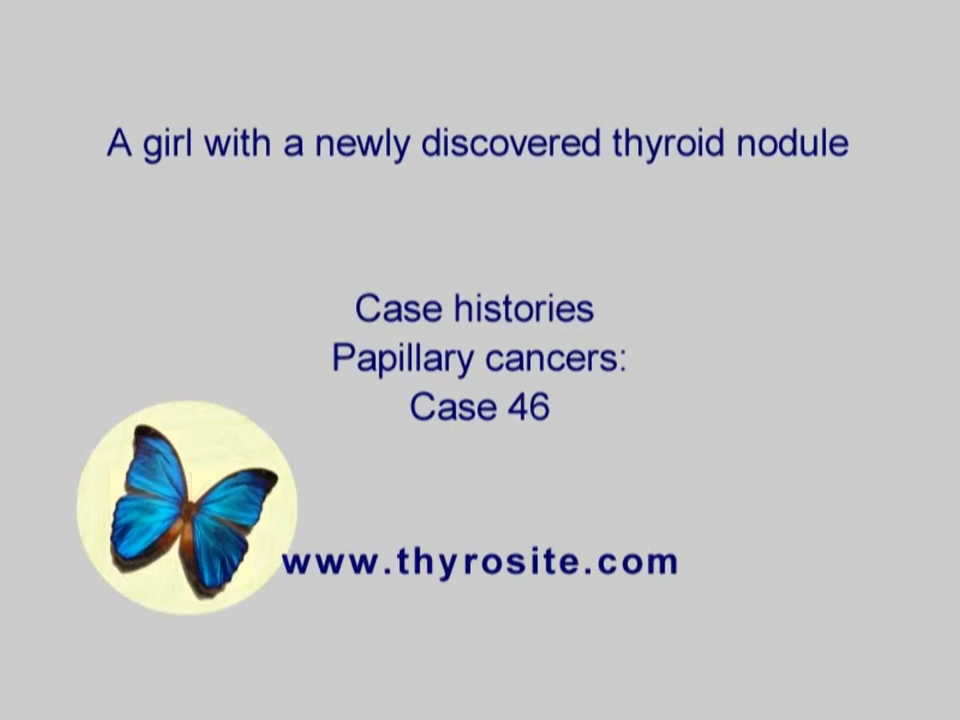 A girl with a newly discovered thyroid nodule
Case histories
Papillary cancers:
Case 46
www.thyrosite.com